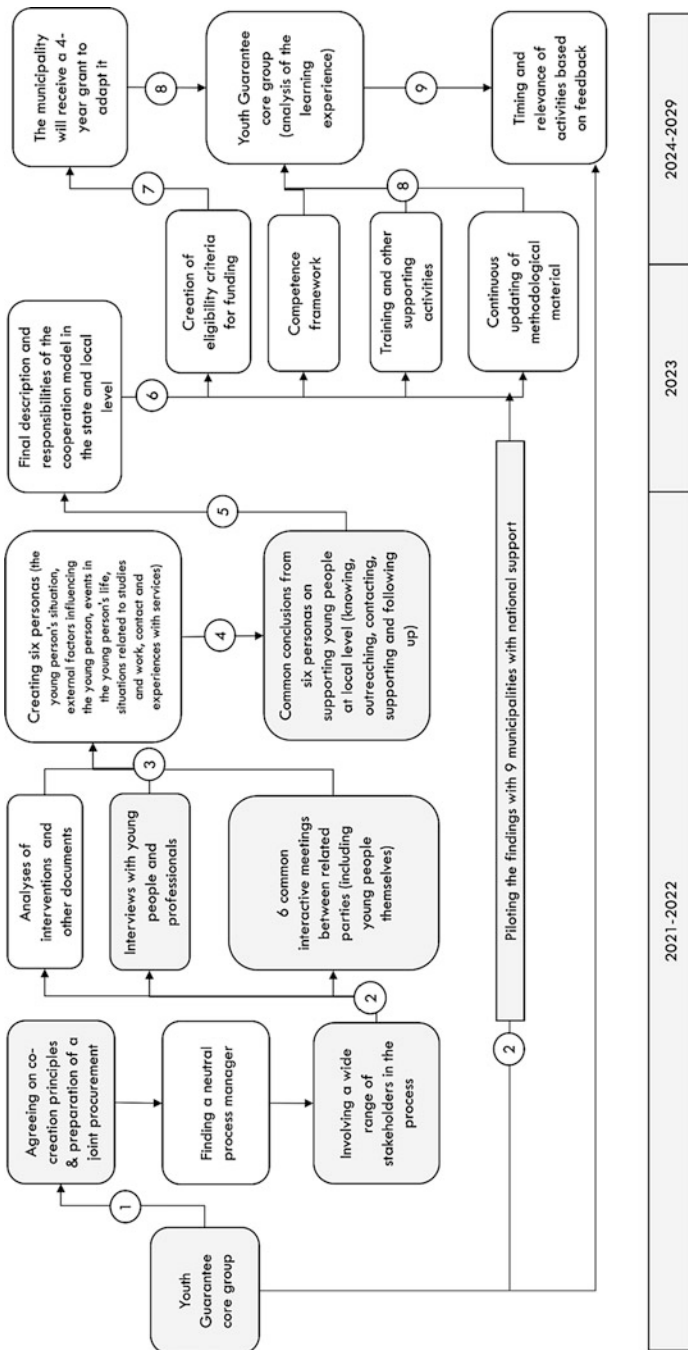 Youth
Guarantee
core group
1
Agreeing on co-
creation principles
& preparation of a
joint procurement
Finding a neutral
process manager
Involving a wide
range of
stakeholders in the
process
2
Analyses of
interventions and
other documents
Interviews with young
people and
professionals
6 common
interactive meetings
between related
parties (including
young people
themselves)
3
Creating six personas (the
young person's situation,
external factors influencing
the young person, events in
the young person's life,
situations related to studies
and work, contact and
experiences with services)
4
Common conclusions from
six personas on
supporting young people
at local level (knowing,
outreaching, contacting,
supporting and following
up)
5
Final description and
responsibilities of the
cooperation model in
the state and local
level
6
Creation of
eligibility criteria
for funding
Competence
framework
Training and other
supporting
activities
Continuous
updating of
methodological
material
7
The municipality
will receive a 4-
year grant to
adapt it
8
8
Youth Guarantee
core group
(analysis of the
learning
experience)
9
Timing and
relevance of
activities based
on feedback
2
Piloting the findings with 9 municipalities with national support
2021-2022
2023
2024-2029